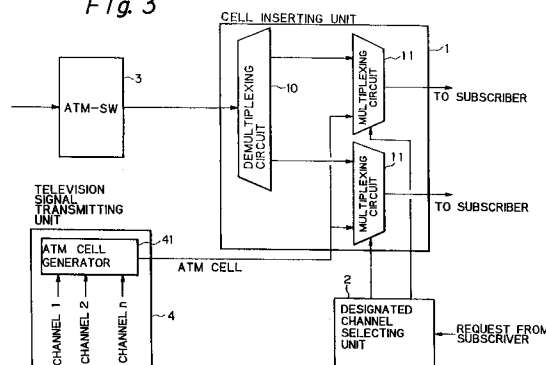 Fig. 3
CELL INSERTING UNIT
1
3
ATM-SW
10
DEMULTIPLEXING
CIRCUIT
11
MULTIPLEXING
CIRCUIT
TO SUBSCRIBER
11
MULTIPLEXING
CIRCUIT
TO SUBSCRIBER
TELEVISION
SIGNAL
TRANSMITTING
UNIT
41
ATM CELL
GENERATOR
ATM CELL
CHANNEL 1
CHANNEL 2
CHANNEL n
4
2
DESIGNATED
CHANNEL
SELECTING
UNIT
REQUEST FROM
SUBSCRIVER